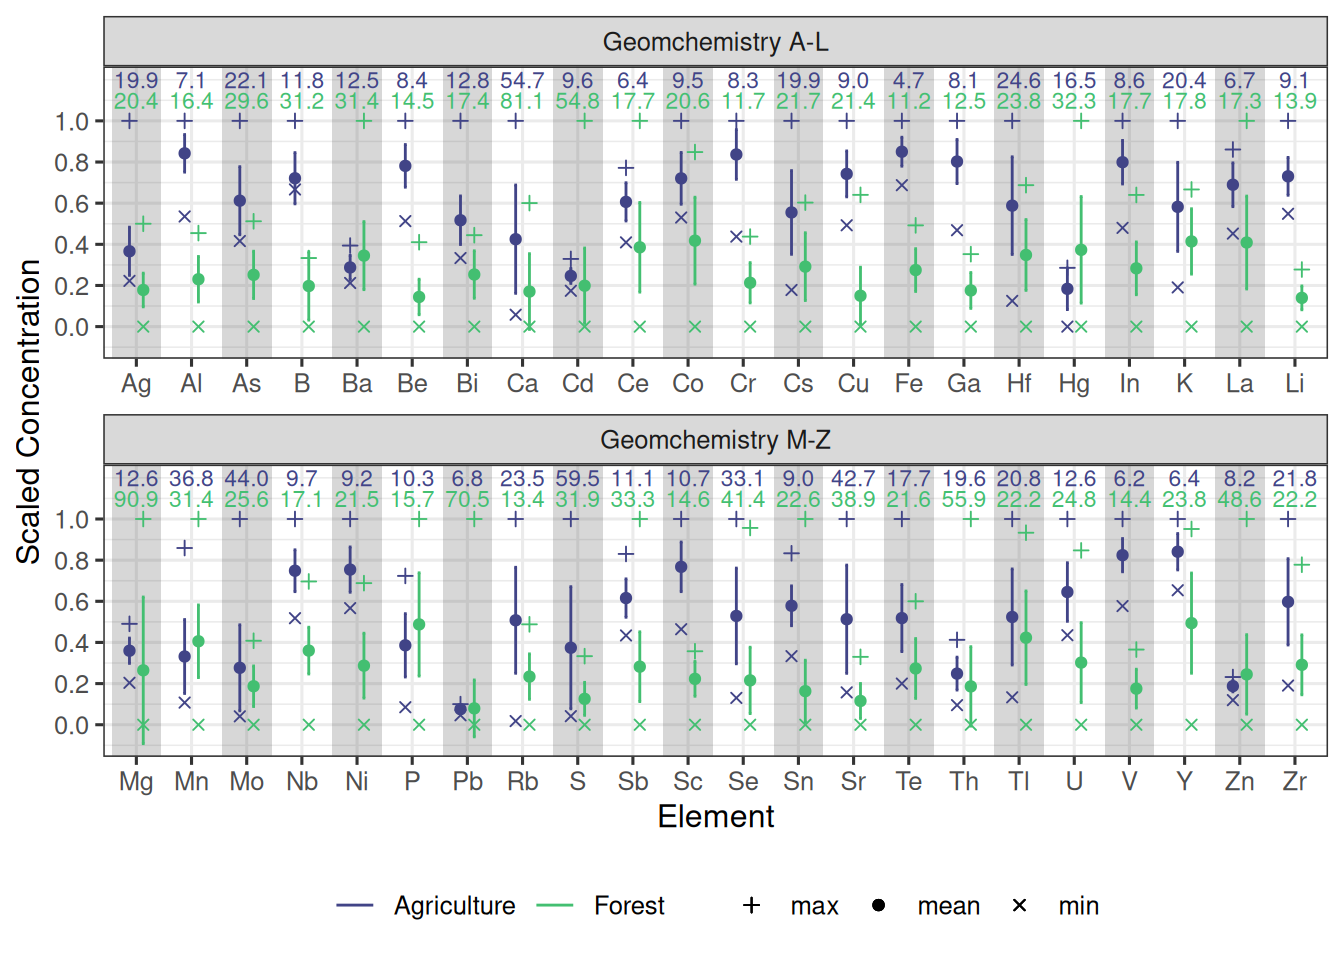 Geomchemistry A-L
19.9 7.1 22.1 11.8 12.5 8.4 12.8 54.7 9.6 6.4 9.5 8.3 19.9 9.0 4.7 8.1 24.6 16.5 8.6 20.4 6.7 9.1
20.4 16.4 29.6 31.2 31.4 14.5 17.4 81.1 54.8 17.7 20.6 11.7 21.7 21.4 11.2 12.5 23.8 32.3 17.7 17.8 17.3 13.9
1.0
0.8
0.6
0.4
0.2
0.0
Ag Al As B Ba Be Bi Ca Cd Ce Co Cr Cs Cu Fe Ga Hf Hg In K La Li
Scaled Concentration
Geomchemistry M-Z
12.6 36.8 44.0 9.7 9.2 10.3 6.8 23.5 59.5 11.1 10.7 33.1 9.0 42.7 17.7 19.6 20.8 12.6 6.2 6.4 8.2 21.8
90.9 31.4 25.6 17.1 21.5 15.7 70.5 13.4 31.9 33.3 14.6 41.4 22.6 38.9 21.6 55.9 22.2 24.8 14.4 23.8 48.6 22.2
1.0
0.8
0.6
0.4
0.2
0.0
Mg Mn Mo Nb Ni P Pb Rb S Sb Sc Se Sn Sr Te Th Tl U V Y Zn Zr
Element
Agriculture Forest max mean min